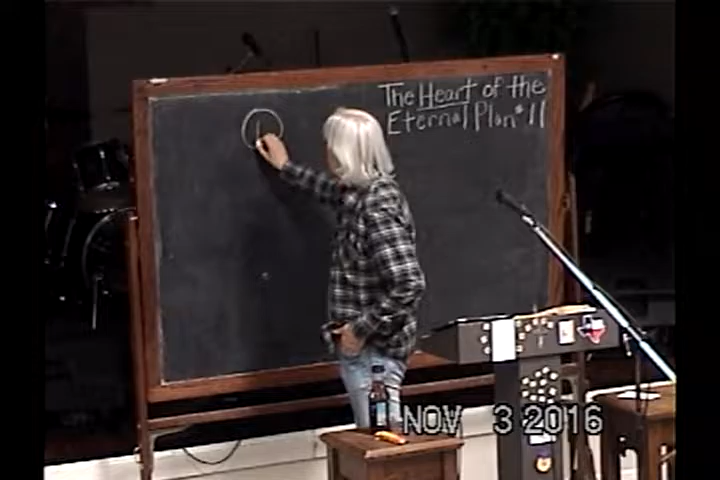 The Heart of the
Eternal Plan #11
NOV 3 2016